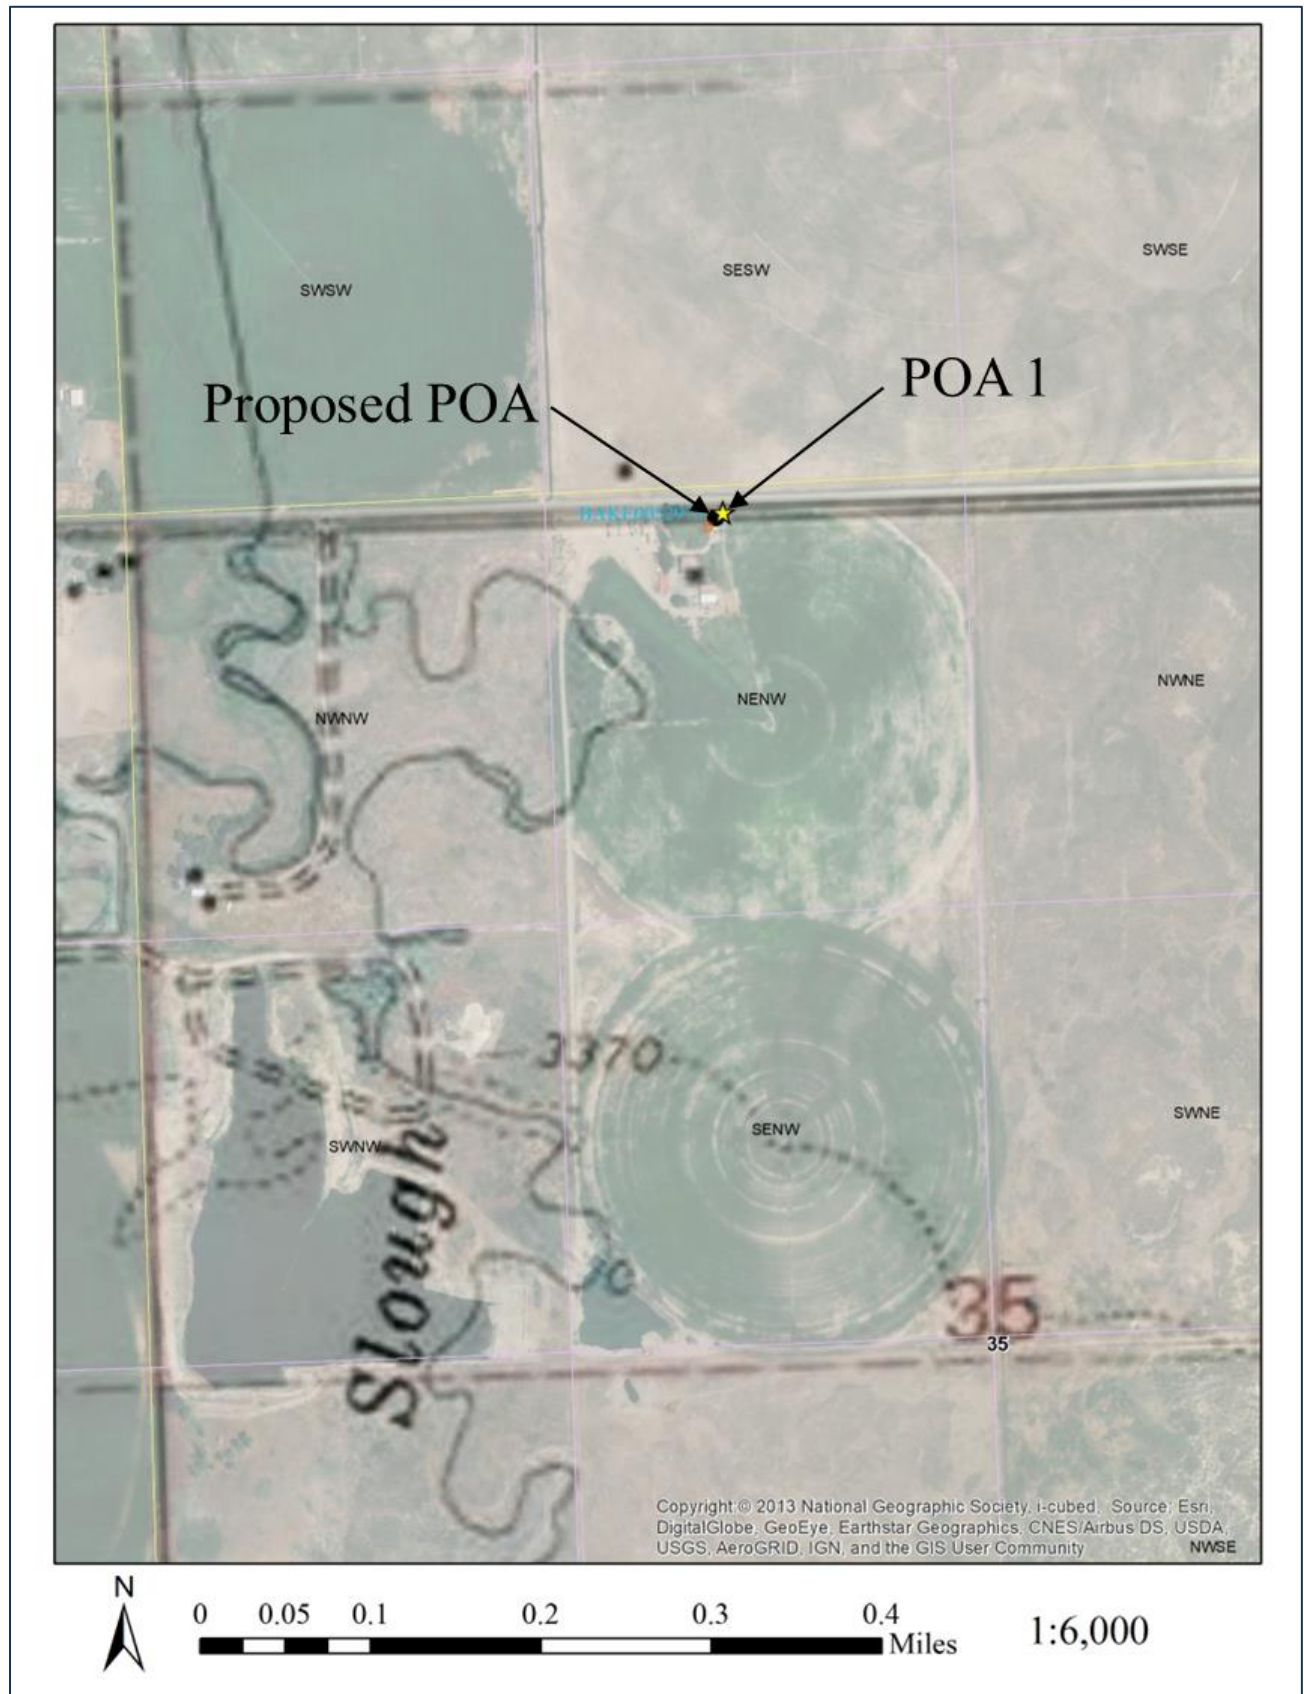 SWSW
SESW
SWSE
Proposed POA
POA 1
NWNW
NENW
NWNE
3370
SENW
SWNE
SWNW
Slough
35
35
Copyright:© 2013 National Geographic Society, i-cubed, Source: Esri,
DigitalGlobe, GeoEye, Earthstar Geographics, CNES/Airbus DS, USDA,
USGS, AeroGRID, IGN, and the GIS User Community
NWSE
N
0 0.05 0.1 0.2 0.3 0.4
Miles
1:6,000